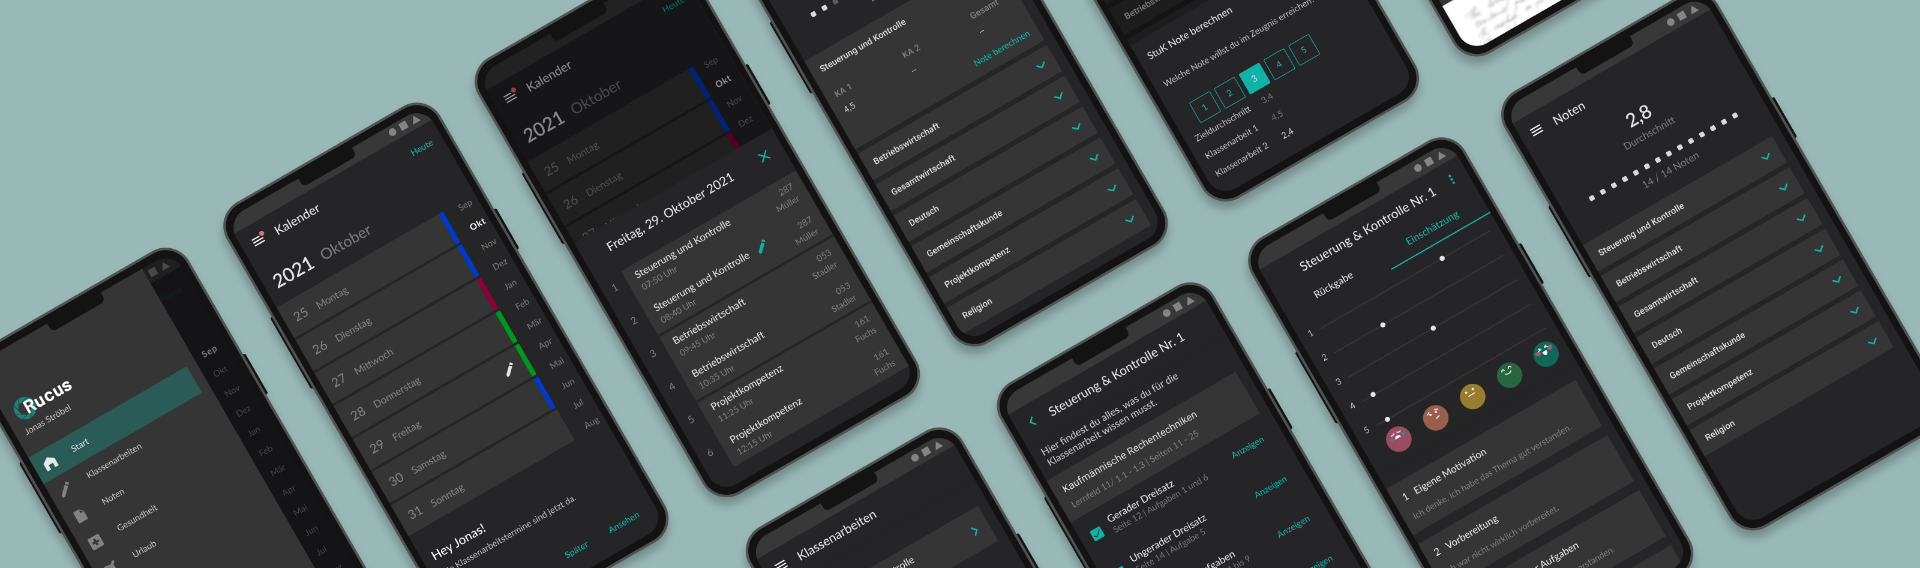 Rucus
Jonas Ströbel
Start
Klassenarbeiten
Noten
Gesundheit
Urlaub
Sep
Okt
Nov
Dez
Jan
Feb
Mär
Apr
Mai
Jun
Jul
Heute
Kalender
2021 Oktober
25 Montag
26 Dienstag
27 Mittwoch
28 Donnerstag
29 Freitag
30 Samstag
31 Sonntag
Sep
Okt
Nov
Dez
Jan
Feb
Mär
Apr
Mai
Jun
Jul
Aug
Hey Jonas!
Klassenarbeitstermine sind jetzt da.
Später
Ansehen
Heute
Kalender
2021 Oktober
25 Montag
26 Dienstag
Sep
Okt
Nov
Dez
Freitag, 29. Oktober 2021
1 Steuerung und Kontrolle 287
07:50 Uhr Müller
2 Steuerung und Kontrolle 287
08:40 Uhr Müller
3 Betriebswirtschaft 053
09:45 Uhr Stadler
4 Betriebswirtschaft 053
10:35 Uhr Stadler
5 Projektkompetenz 161
11:25 Uhr Fuchs
6 Projektkompetenz 161
12:15 Uhr Fuchs
Steuerung und Kontrolle
KA 1 KA 2 Gesamt
4,5 -- --
Note berechnen
Betriebswirtschaft
Gesamtwirtschaft
Deutsch
Gemeinschaftskunde
Projektkompetenz
Religion
Klassenarbeiten
StuK Note berechnen
Welche Note willst du im Zeugnis erreichen
1 2 3 4 5
Zieldurchschnitt 3,4
Klassenarbeit 1 4,5
Klassenarbeit 2 2,4
Steuerung & Kontrolle Nr. 1
Hier findest du alles, was du für die
Klassenarbeit wissen musst.
Kaufmännische Rechentechniken
Lernfeld 11/ 1.1 - 1.3 | Seiten 11 - 25
Gerader Dreisatz
Seite 12 | Aufgaben 1 und 6
Anzeigen
Ungerader Dreisatz
Seite 14 | Aufgabe 5
Anzeigen
Anzeigen
Steuerung & Kontrolle Nr. 1
Rückgabe
Einschätzung
1
2
3
4
5
1 Eigene Motivation
Ich denke, ich habe das Thema gut verstanden.
2 Vorbereitung
war nicht wirklich vorbereitet.
Aufgaben
Noten
2,8
Durchschnitt
14 / 14 Noten
Steuerung und Kontrolle
Betriebswirtschaft
Gesamtwirtschaft
Deutsch
Gemeinschaftskunde
Projektkompetenz
Religion